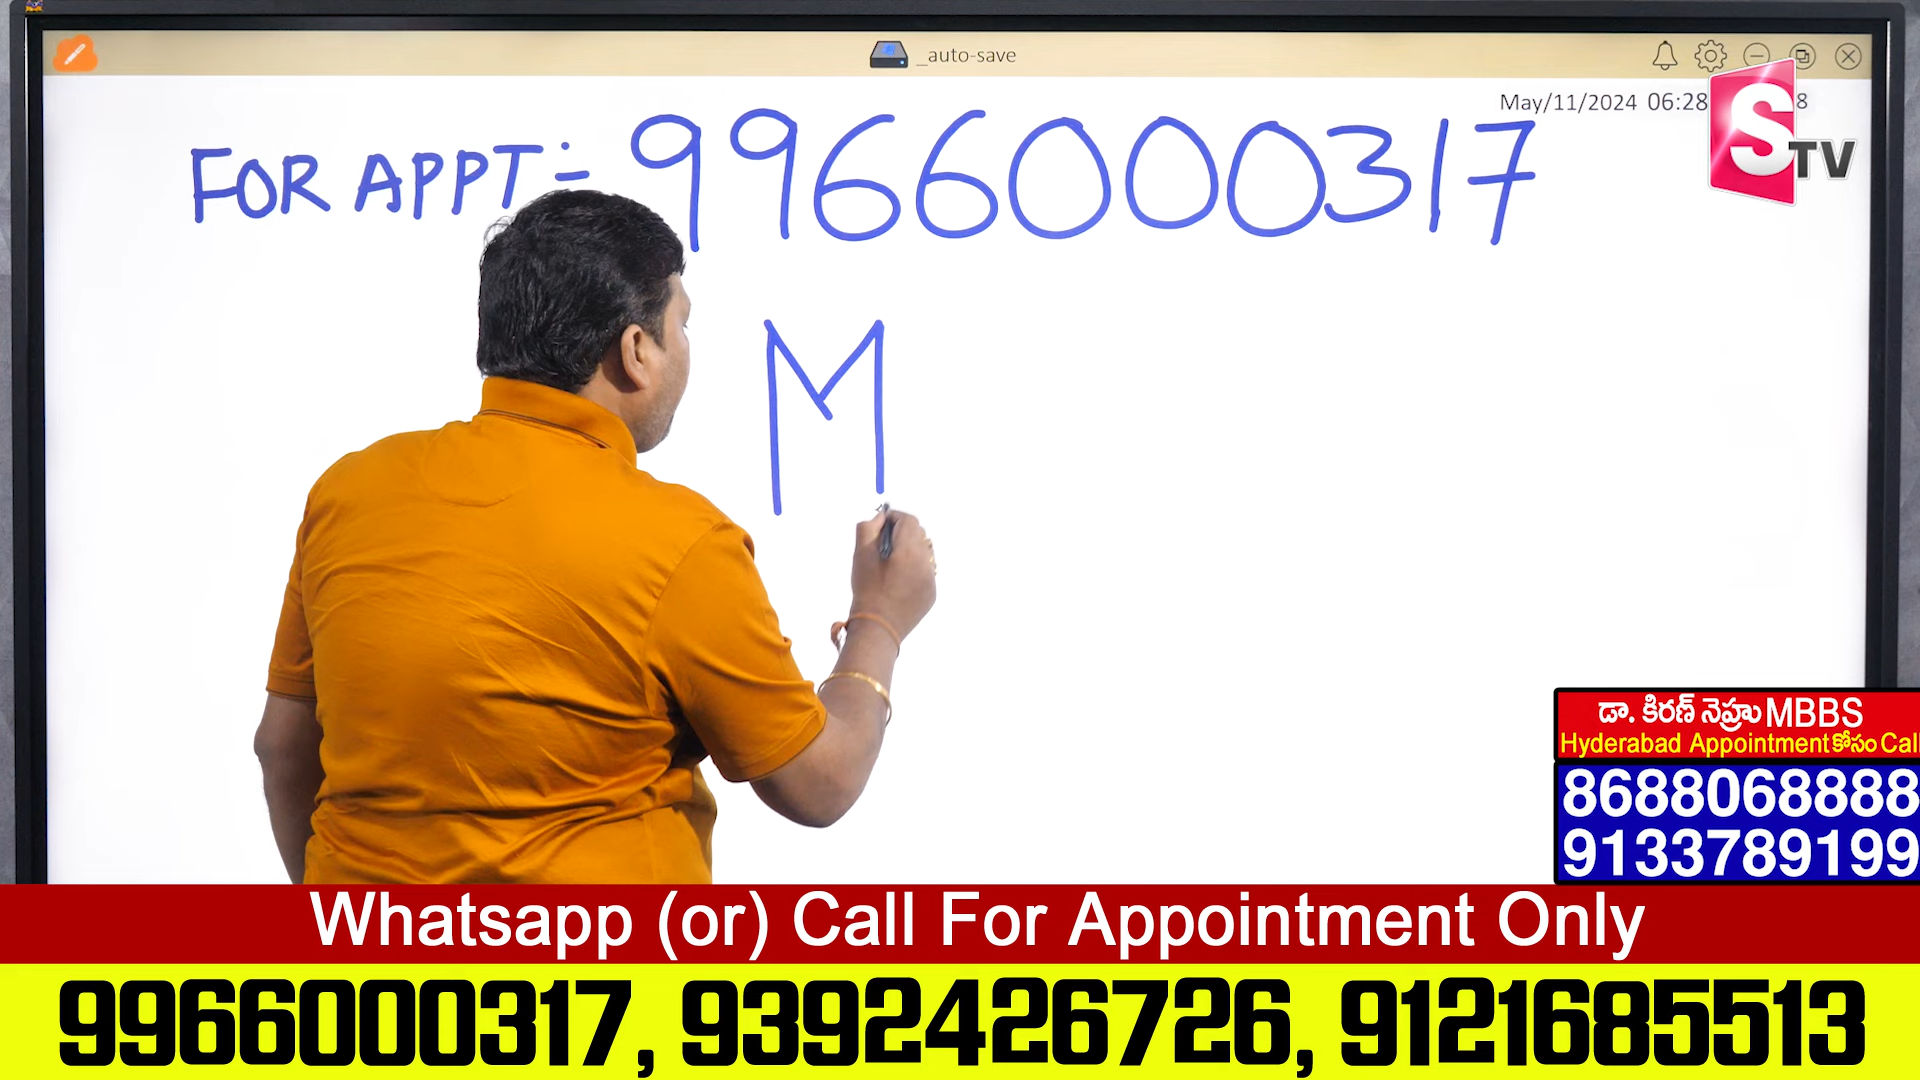 _auto-save
May/11/2024 06:28 8
STV
FOR APPT:- 9966000317
M
డా. కిరణ్ నెహ్రు MBBS
Hyderabad Appointment కోసం Call
8688068888
9133789199
Whatsapp (or) Call For Appointment Only
9966000317, 9392426726, 9121685513